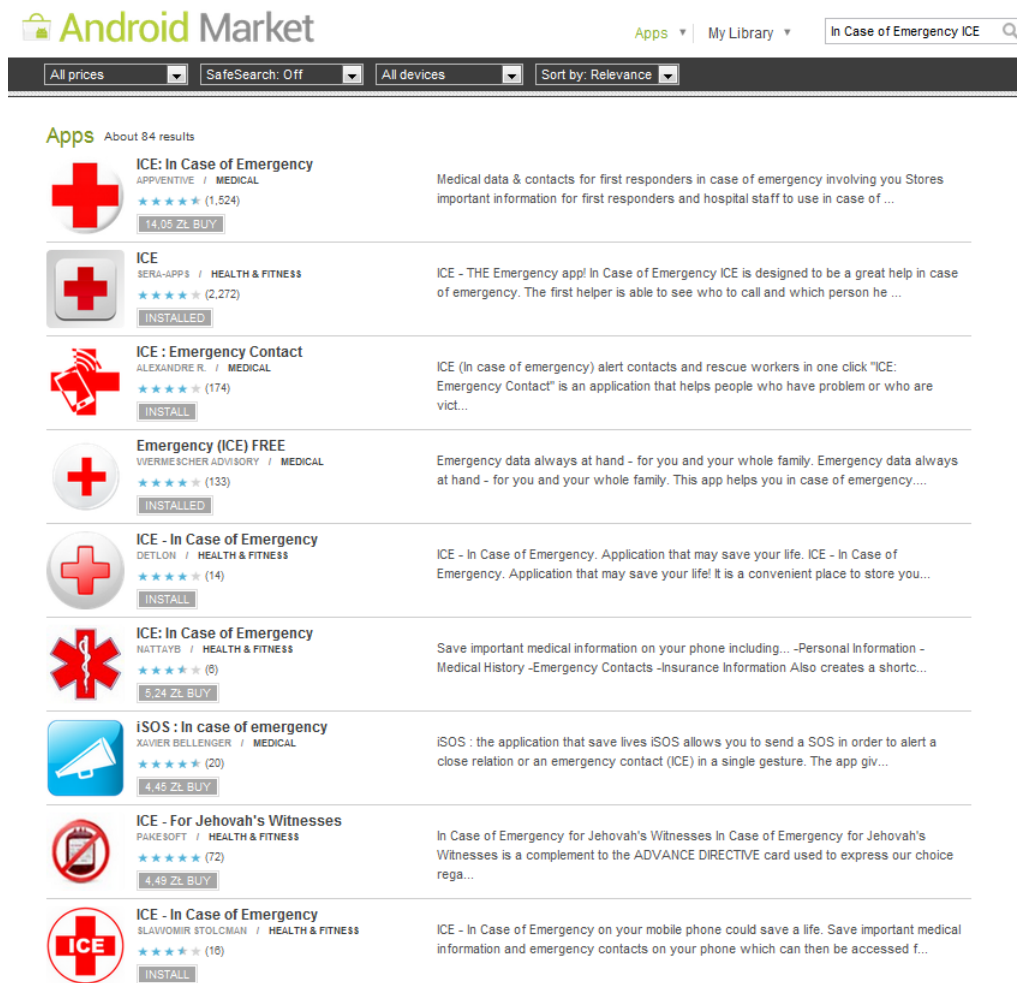 Android Market
Apps
My Library
In Case of Emergency ICE
All prices
SafeSearch: Off
All devices
Sort by: Relevance
Apps About 84 results
ICE: In Case of Emergency
APPVENTIVE / MEDICAL
(1,524)
14,05 ZŁ BUY
Medical data & contacts for first responders in case of emergency involving you Stores
important information for first responders and hospital staff to use in case of ...
ICE
SERA-APPS / HEALTH & FITNESS
(2,272)
INSTALLED
ICE - THE Emergency app! In Case of Emergency ICE is designed to be a great help in case
of emergency. The first helper is able to see who to call and which person he ...
ICE : Emergency Contact
ALEXANDRE R. / MEDICAL
(174)
INSTALL
ICE (In case of emergency) alert contacts and rescue workers in one click "ICE:
Emergency Contact" is an application that helps people who have problem or who are
vict...
Emergency (ICE) FREE
WERMESCHER ADVISORY / MEDICAL
(133)
INSTALLED
Emergency data always at hand - for you and your whole family. Emergency data always
at hand - for you and your whole family. This app helps you in case of emergency....
ICE - In Case of Emergency
DETLON / HEALTH & FITNESS
(14)
INSTALL
ICE - In Case of Emergency. Application that may save your life. ICE - In Case of
Emergency. Application that may save your life! It is a convenient place to store you...
ICE: In Case of Emergency
NATTAYB / HEALTH & FITNESS
(6)
5,24 ZŁ BUY
Save important medical information on your phone including... -Personal Information -
Medical History -Emergency Contacts -Insurance Information Also creates a shortc...
iSOS : In case of emergency
XAVIER BELLENGER / MEDICAL
(20)
4,45 ZŁ BUY
iSOS : the application that save lives iSOS allows you to send a SOS in order to alert a
close relation or an emergency contact (ICE) in a single gesture. The app giv...
ICE - For Jehovah's Witnesses
PAKESOFT / HEALTH & FITNESS
(72)
4,49 ZŁ BUY
In Case of Emergency for Jehovah's Witnesses In Case of Emergency for Jehovah's
Witnesses is a complement to the ADVANCE DIRECTIVE card used to express our choice
rega...
ICE
ICE - In Case of Emergency
SLAWOMIR STOLCMAN / HEALTH & FITNESS
(16)
INSTALL
ICE - In Case of Emergency on your mobile phone could save a life. Save important medical
information and emergency contacts on your phone which can then be accessed f...